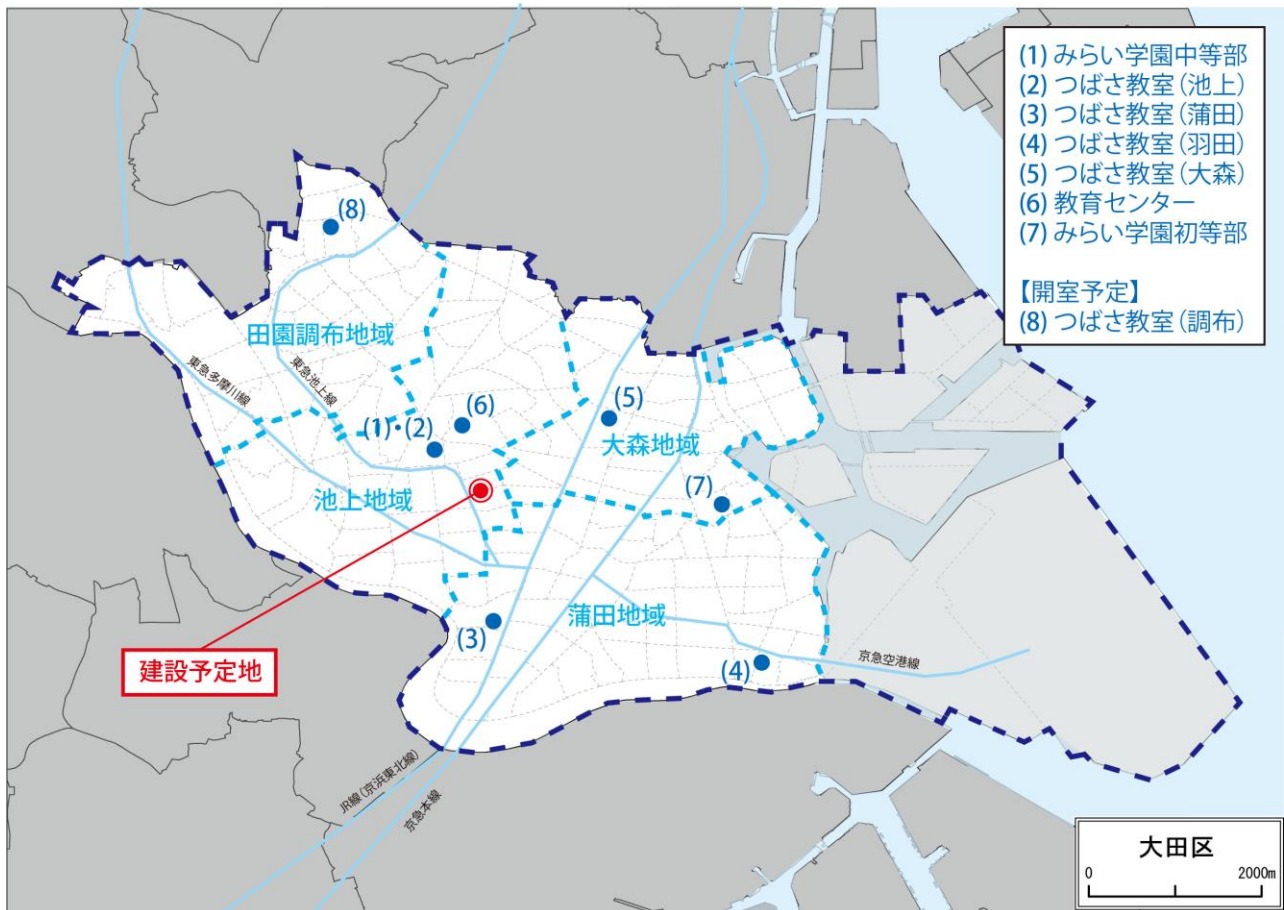 (1) みらい学園中等部
(2) つばさ教室(池上)
(3) つばさ教室(蒲田)
(4) つばさ教室(羽田)
(5) つばさ教室(大森)
(6) 教育センター
(7) みらい学園初等部
【開室予定】
(8) つばさ教室(調布)
(8)
田園調布地域
東急多摩川線
東急池上線
(1)・(2)
(6)
(5)
大森地域
池上地域
(7)
蒲田地域
(3)
(4)
京急空港線
建設予定地
JR線(京浜東北線)
京急本線
大田区
0 2000m